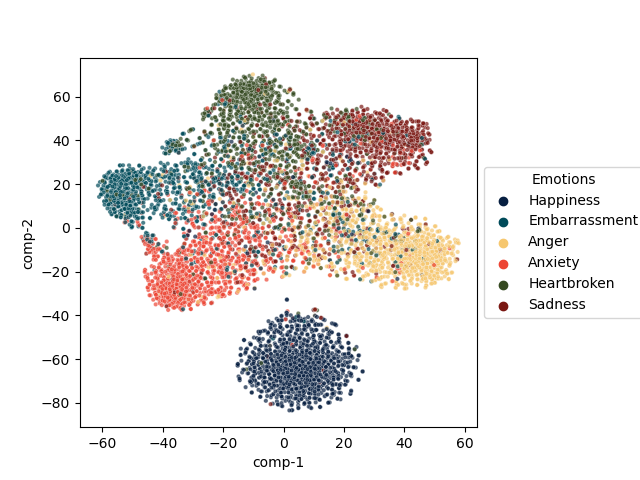 60
40
20
0
−20
−40
−60
−80
comp-2
−60 −40 −20 0 20 40 60
comp-1
Emotions
Happiness
Embarrassment
Anger
Anxiety
Heartbroken
Sadness